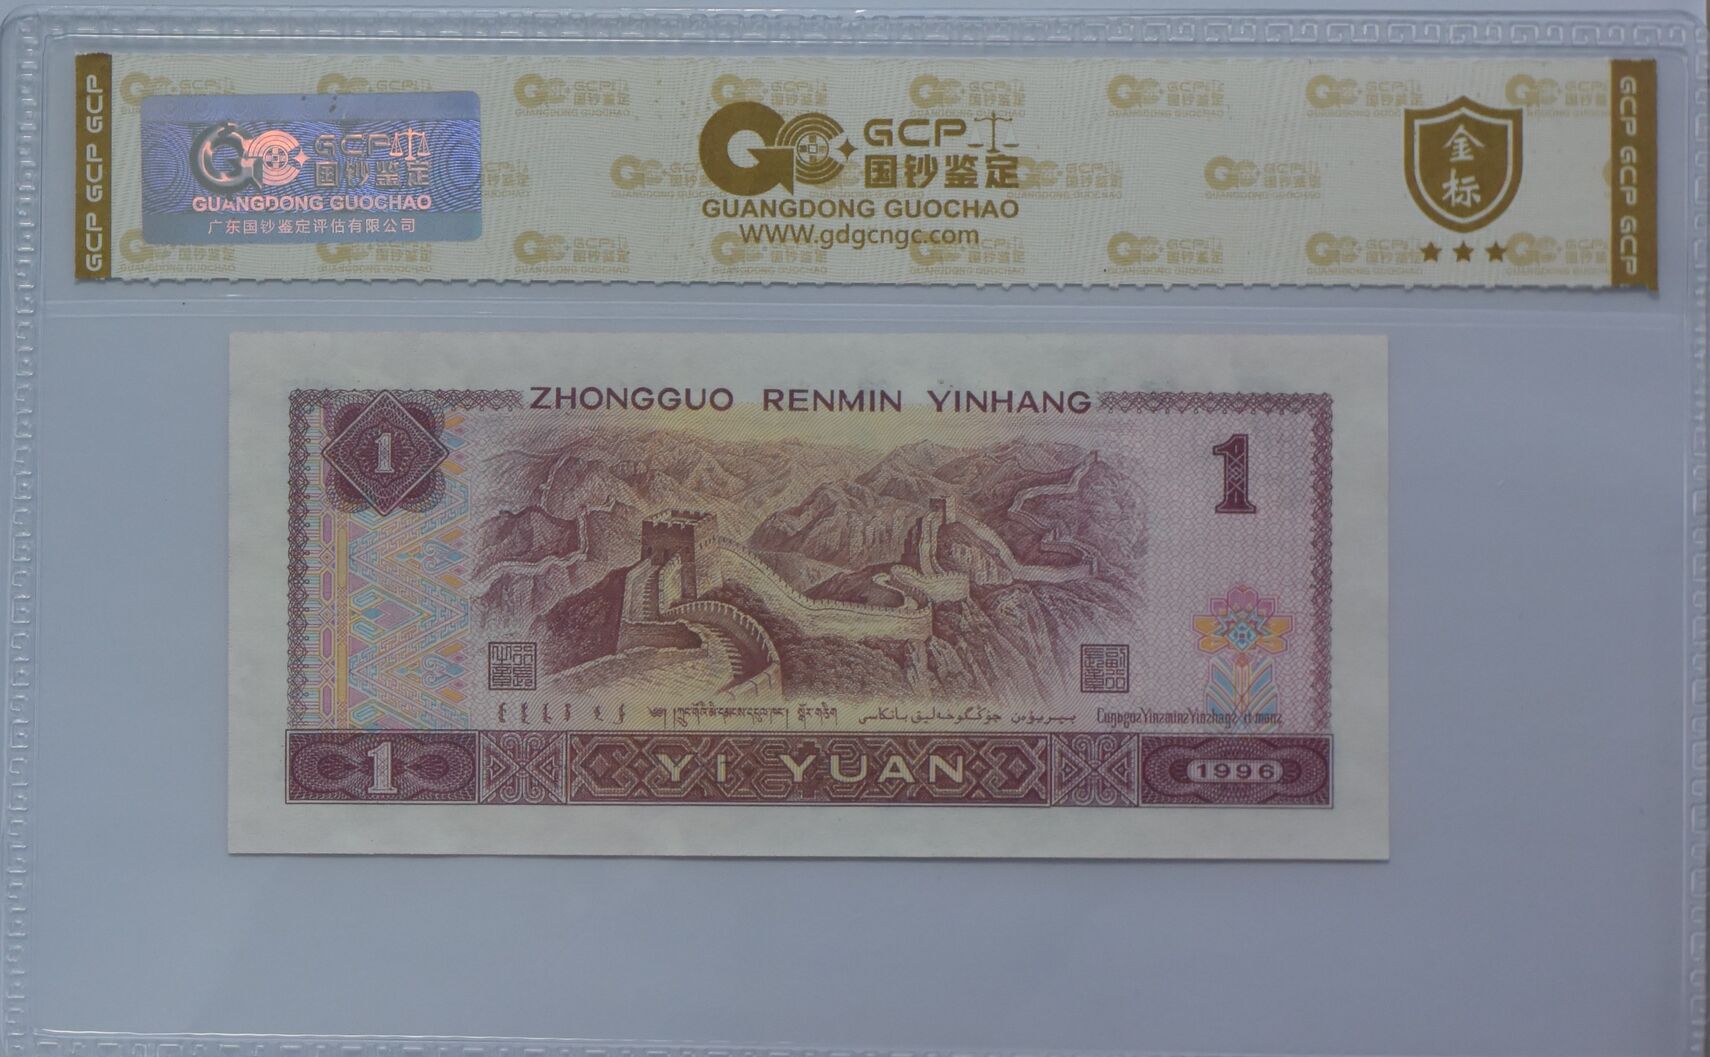 GCP GCP GCP
GCP
国钞鉴定
GUANGDONG GUOCHAO
广东国钞鉴定评估有限公司
GCP
国钞鉴定
GUANGDONG GUOCHAO
WWW.gdgcngc.com
金标
GCP GCP GCP
ZHONGGUO RENMIN YINHANG
1
1
1
YI YUAN
1996